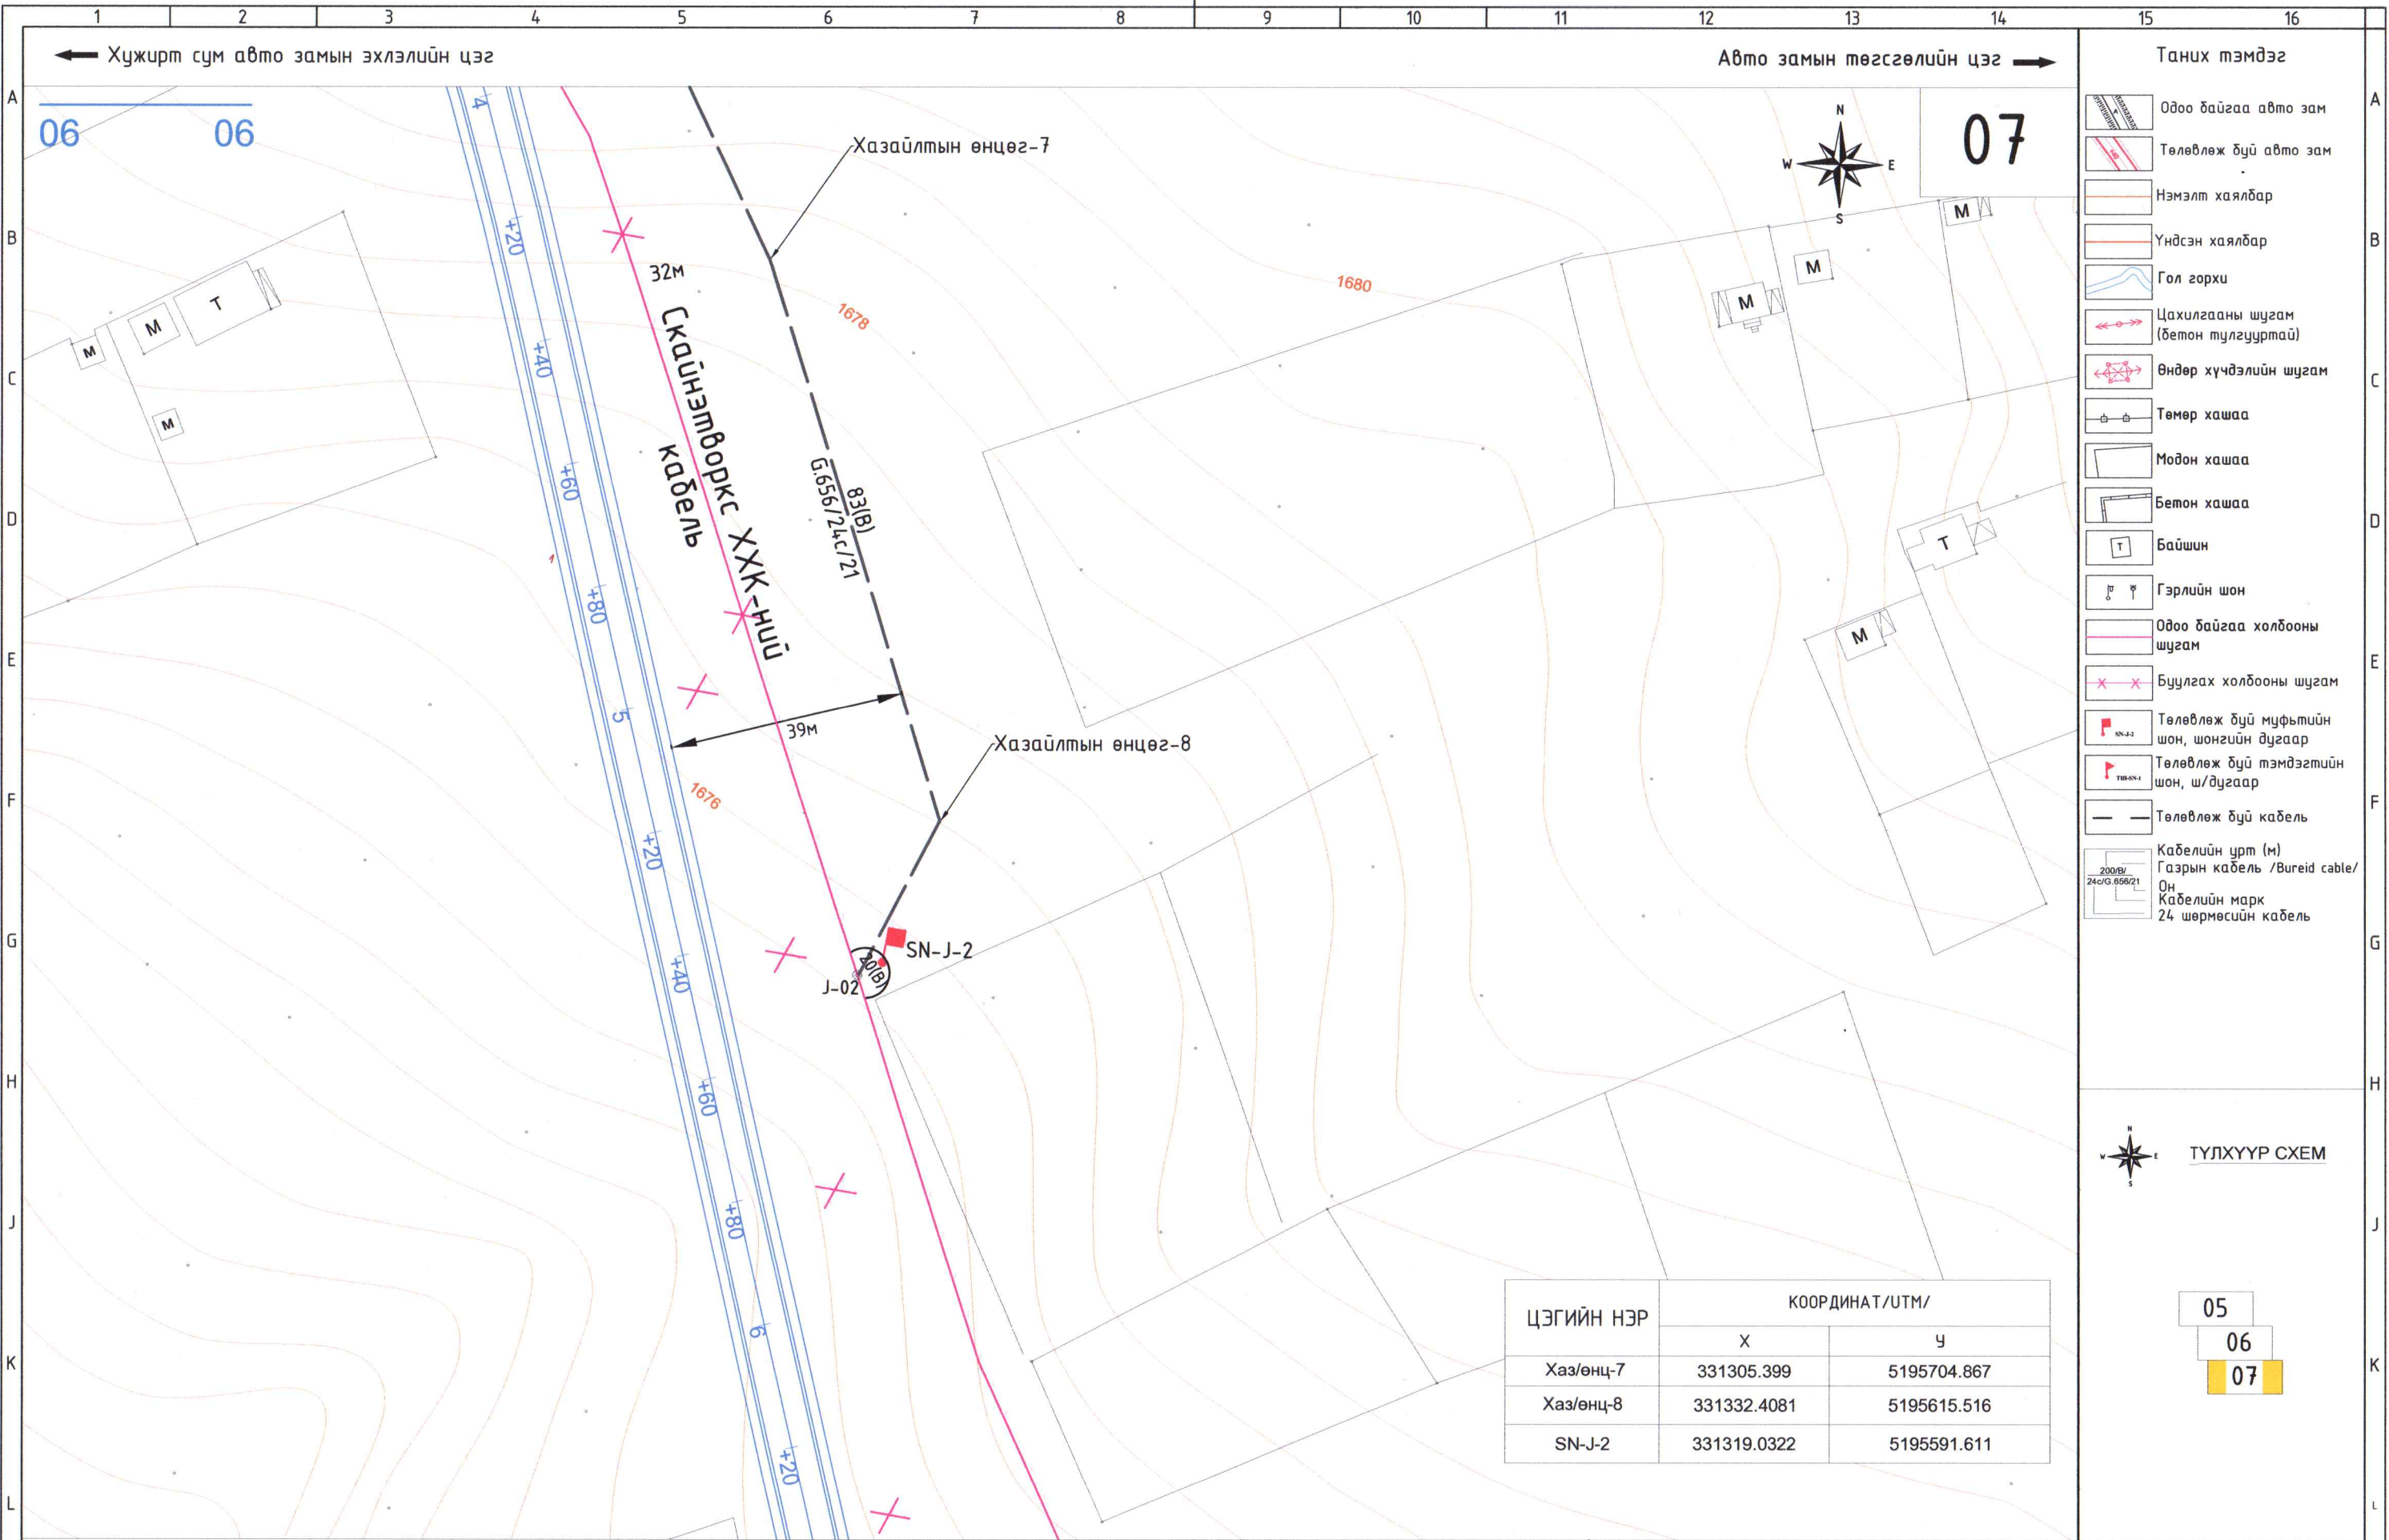 1 2 3 4 5 6 7 8 9 10 11 12 13 14 15 16
Хужирт сум авто замын эхлэлийн цэг
Авто замын төгсгөлийн цэг
Таних тэмдэг
A
B
C
D
E
F
G
H
J
K
L
06 06
07
N
W E
S
Хазайлтын өнцөг-7
32м
Скайнэтворкс ХХК-ний
кабель
83(B)
G.656/24c/21
1678
1680
39м
Хазайлтын өнцөг-8
1676
SN-J-2
20(B)
J-02
4
+20
+40
+60
+80
5
+20
+40
+60
+80
6
+20
М
М
Т
М
М
М
М
Т
М
Одоо байгаа авто зам
Төлөвлөж буй авто зам
Нэмэлт хаялбар
Үндсэн хаялбар
Гол горхи
Цахилгааны шугам
(бетон тулгууртай)
Өндөр хүчдэлийн шугам
Төмөр хашаа
Модон хашаа
Бетон хашаа
Т
Байшин
Гэрлийн шон
Одоо байгаа холбооны
шугам
Буулгах холбооны шугам
Төлөвлөж буй муфьтийн
SN-J-2
шон, шонгийн дугаар
Төлөвлөж буй тэмдэгтийн
ТШ-SN-1
шон, ш/дугаар
Төлөвлөж буй кабель
200/B/
24c/G.656/21
Кабелийн урт (м)
Газрын кабель /Bureid cable/
Он
Кабелийн марк
24 шөрмөсийн кабель
N
W E
S
ТҮЛХҮҮР СХЕМ
05
06
07
ЦЭГИЙН НЭР КООРДИНАТ/UTM/
X У
Хаз/өнц-7 331305.399 5195704.867
Хаз/өнц-8 331332.4081 5195615.516
SN-J-2 331319.0322 5195591.611
A
B
C
D
E
F
G
H
J
K
L